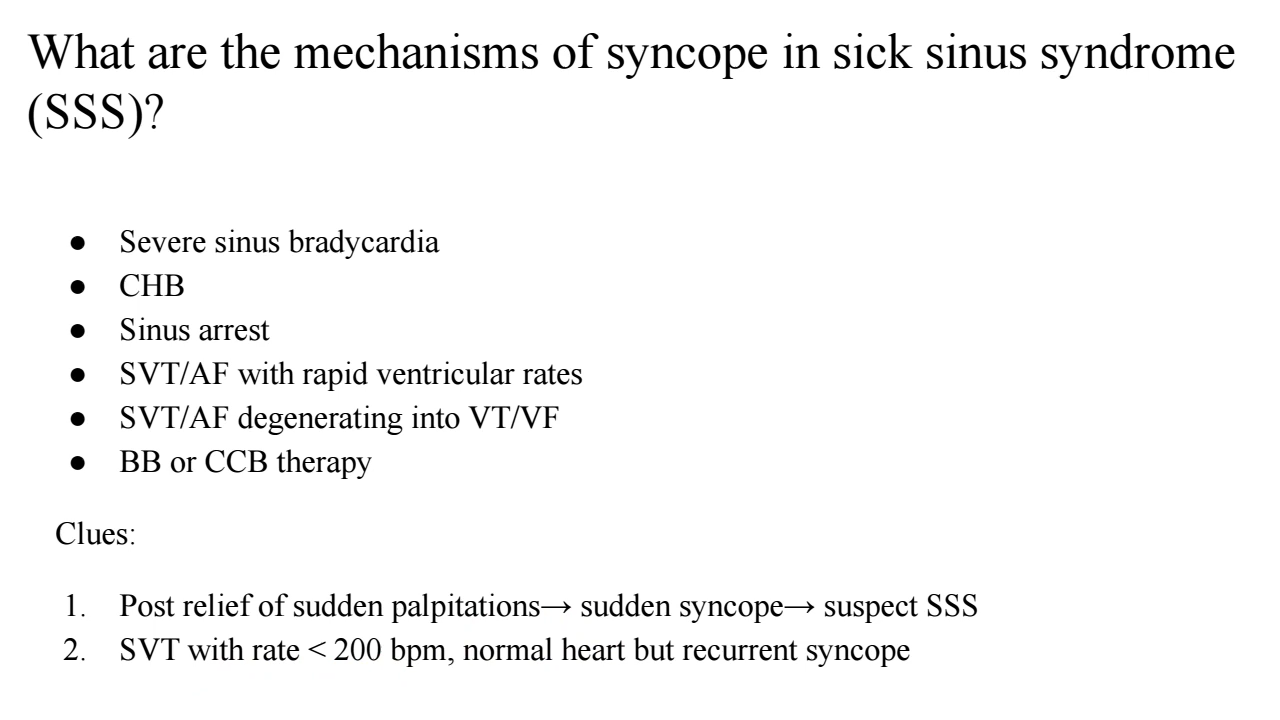 What are the mechanisms of syncope in sick sinus syndrome
(SSS)?
● Severe sinus bradycardia
● CHB
● Sinus arrest
● SVT/AF with rapid ventricular rates
● SVT/AF degenerating into VT/VF
● BB or CCB therapy
Clues:
1. Post relief of sudden palpitations→ sudden syncope→ suspect SSS
2. SVT with rate < 200 bpm, normal heart but recurrent syncope